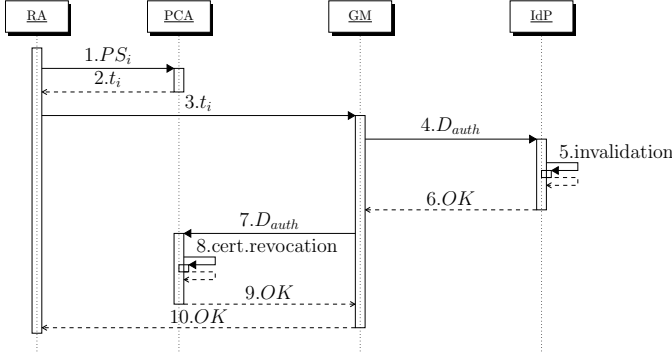 RA
PCA
GM
IdP
1.PS_i
2.t_i
3.t_i
4.D_auth
5.invalidation
6.OK
7.D_auth
8.cert.revocation
9.OK
10.OK